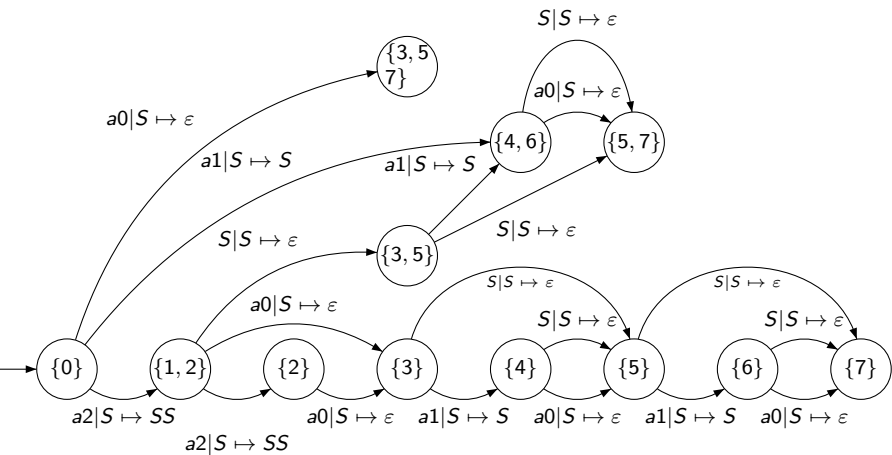 S|S ↦ ε
{3, 5
7}
a0|S ↦ ε
a0|S ↦ ε
{4, 6}
{5, 7}
a1|S ↦ S
a1|S ↦ S
S|S ↦ ε
S|S ↦ ε
{3, 5}
S|S ↦ ε
S|S ↦ ε
a0|S ↦ ε
S|S ↦ ε
S|S ↦ ε
{0}
{1, 2}
{2}
{3}
{4}
{5}
{6}
{7}
a2|S ↦ SS
a0|S ↦ ε
a1|S ↦ S
a0|S ↦ ε
a1|S ↦ S
a0|S ↦ ε
a2|S ↦ SS